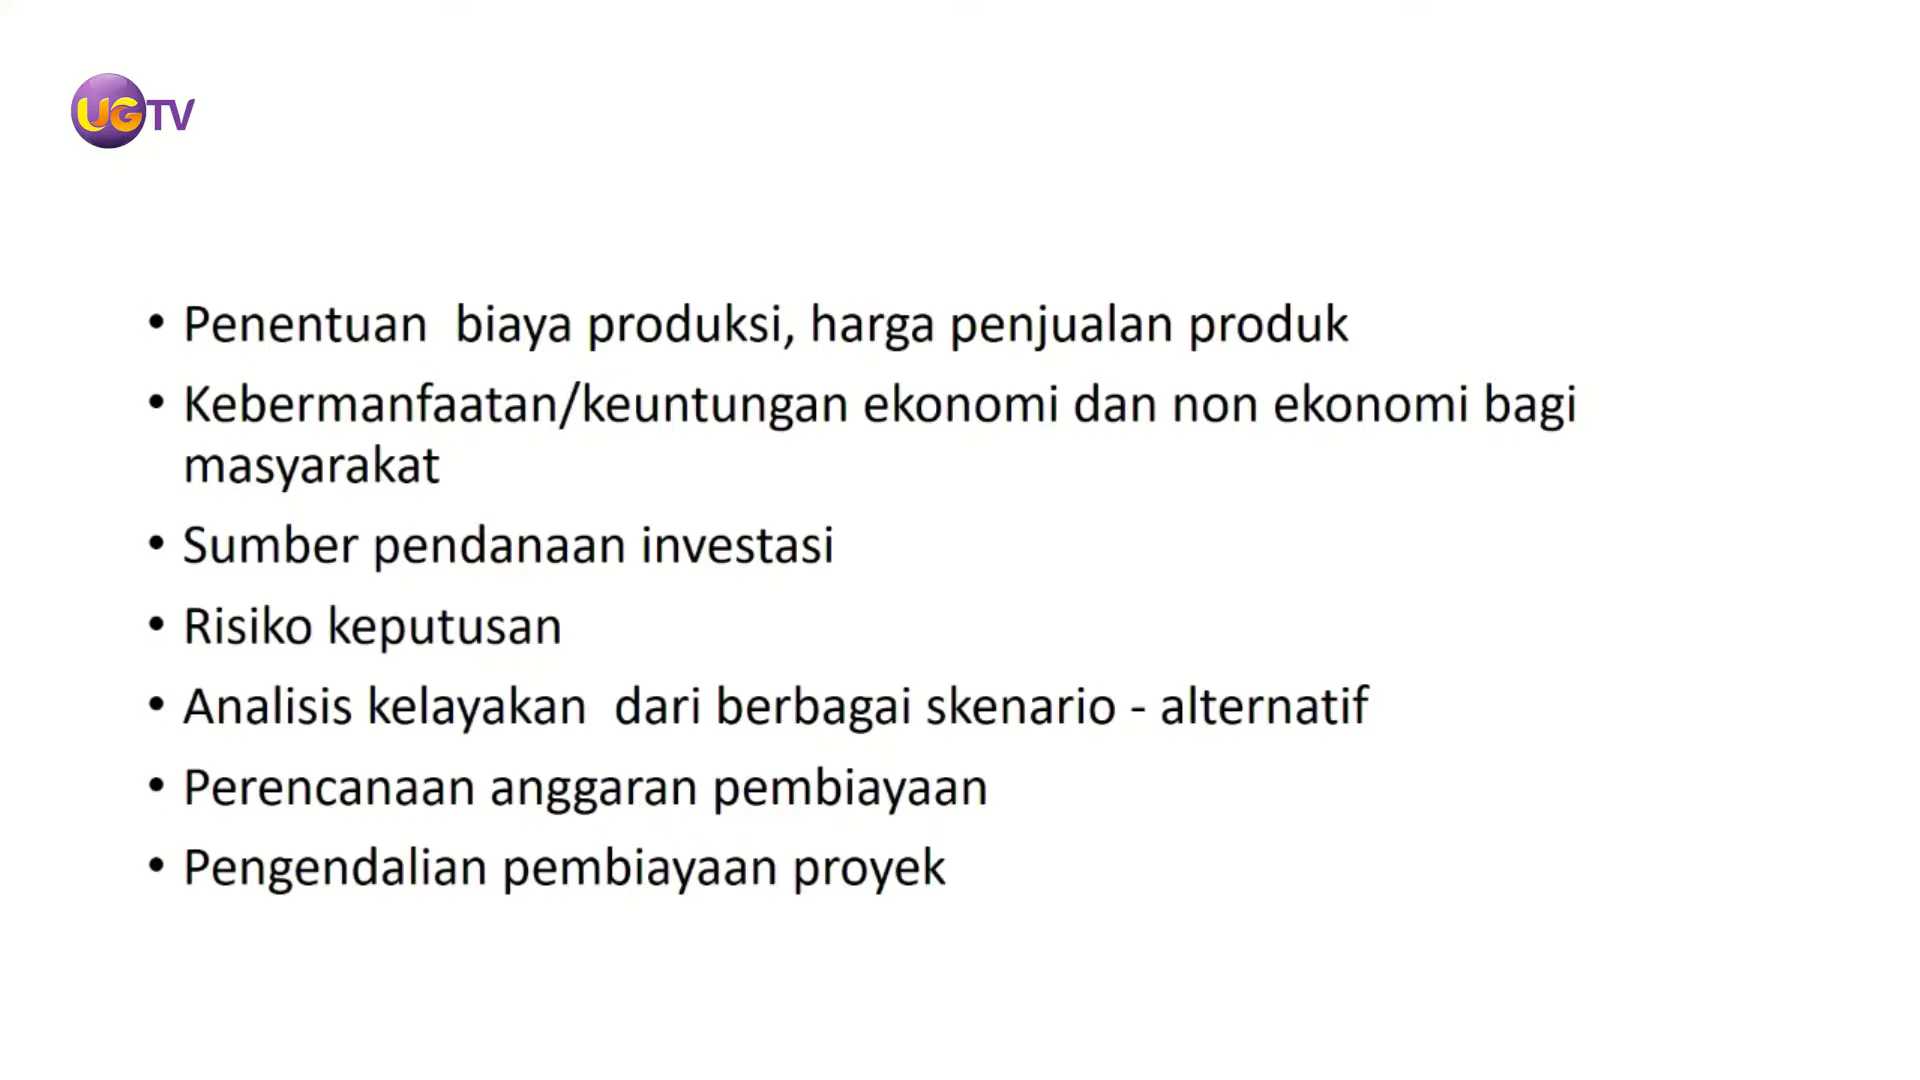 UGTV
• Penentuan  biaya produksi, harga penjualan produk
• Kebermanfaatan/keuntungan ekonomi dan non ekonomi bagi
masyarakat
• Sumber pendanaan investasi
• Risiko keputusan
• Analisis kelayakan  dari berbagai skenario - alternatif
• Perencanaan anggaran pembiayaan
• Pengendalian pembiayaan proyek